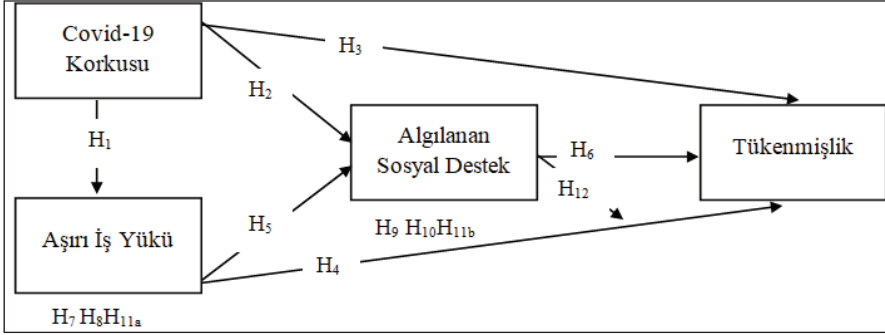 Covid-19
Korkusu
H3
H2
H1
Algılanan
Sosyal Destek
H6
Tükenmişlik
H12
Aşırı İş Yükü
H5
H9 H10H11b
H4
H7 H8H11a